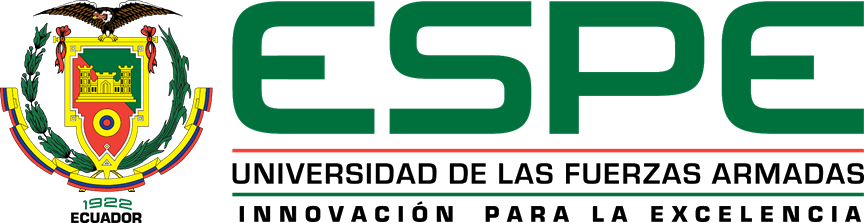 1922
ECUADOR
ESPE
UNIVERSIDAD DE LAS FUERZAS ARMADAS
INNOVACIÓN PARA LA EXCELENCIA